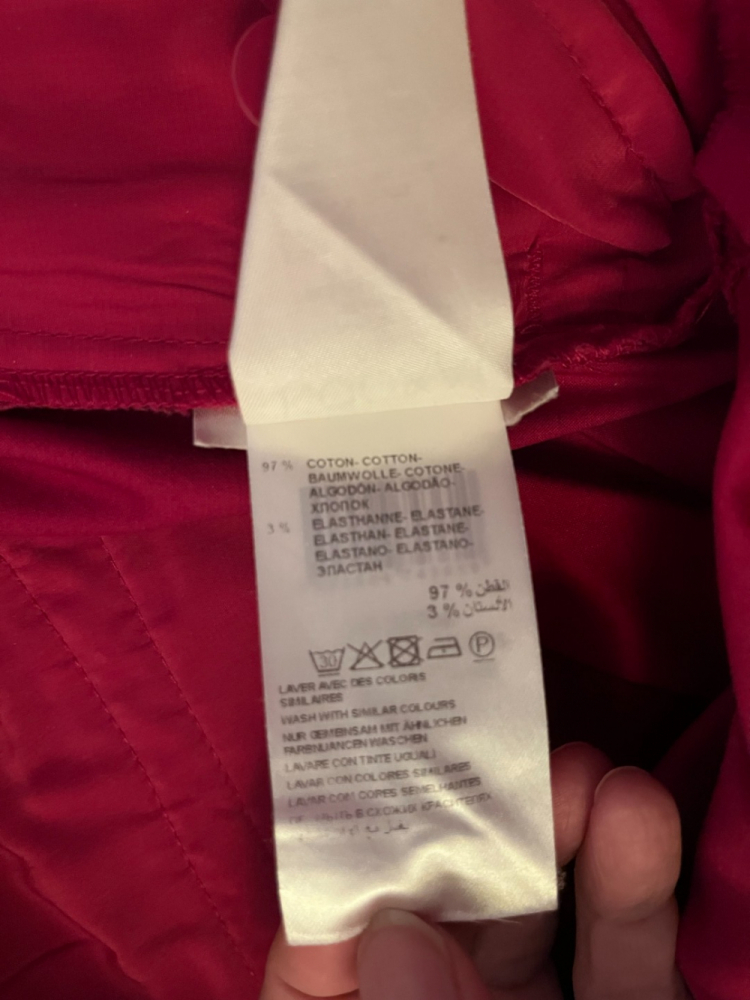 97 % COTON- COTTON-
BAUMWOLLE- COTONE-
ALGODÓN- ALGODÃO-
ХЛОПОК
3 % ELASTHANNE- ELASTANE-
ELASTHAN- ELASTANE-
ELASTANO- ELASTANO-
ЭЛАСТАН
القطن % 97
الألستان % 3
30 P
LAVER AVEC DES COLORIS
SIMILAIRES
WASH WITH SIMILAR COLOURS
NUR GEMEINSAM MIT ÄHNLICHEN
FARBNUANCEN WASCHEN
LAVARE CON TINTE UGUALI
LAVAR CON COLORES SIMILARES
LAVAR COM CORES SEMELHANTES